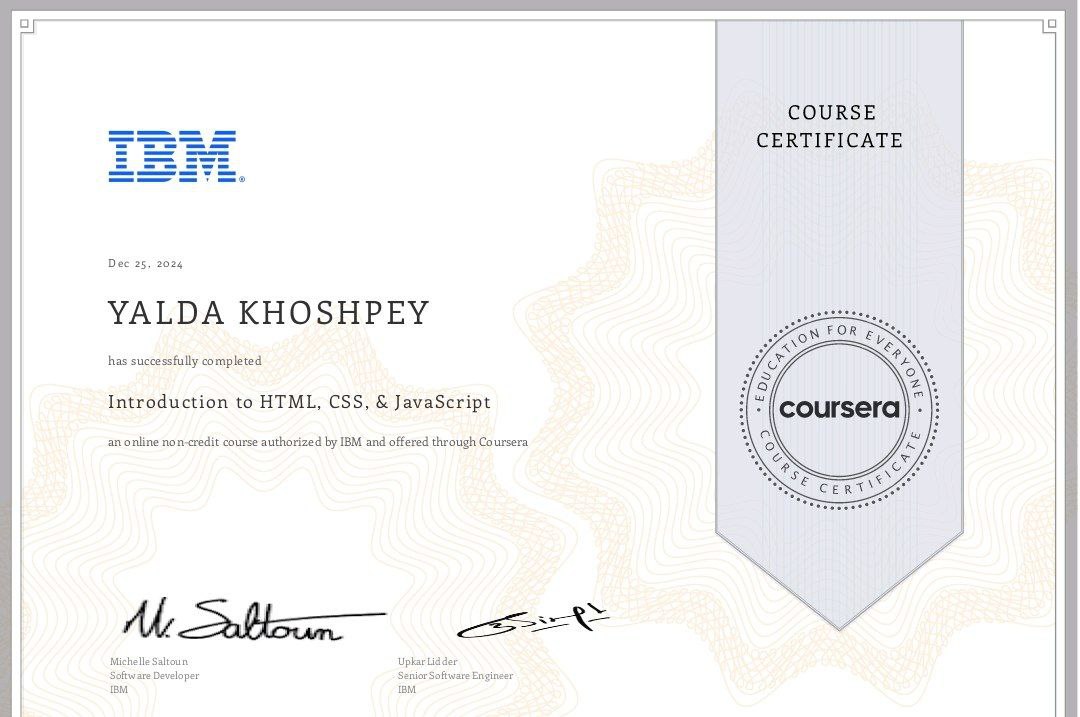 IBM®
COURSE
CERTIFICATE
Dec 25, 2024
YALDA KHOSHPEY
has successfully completed
Introduction to HTML, CSS, & JavaScript
an online non-credit course authorized by IBM and offered through Coursera
EDUCATION FOR EVERYONE
coursera
COURSE CERTIFICATE
M. Saltoun
Michelle Saltoun
Software Developer
IBM
Upkar Lidder
Senior Software Engineer
IBM